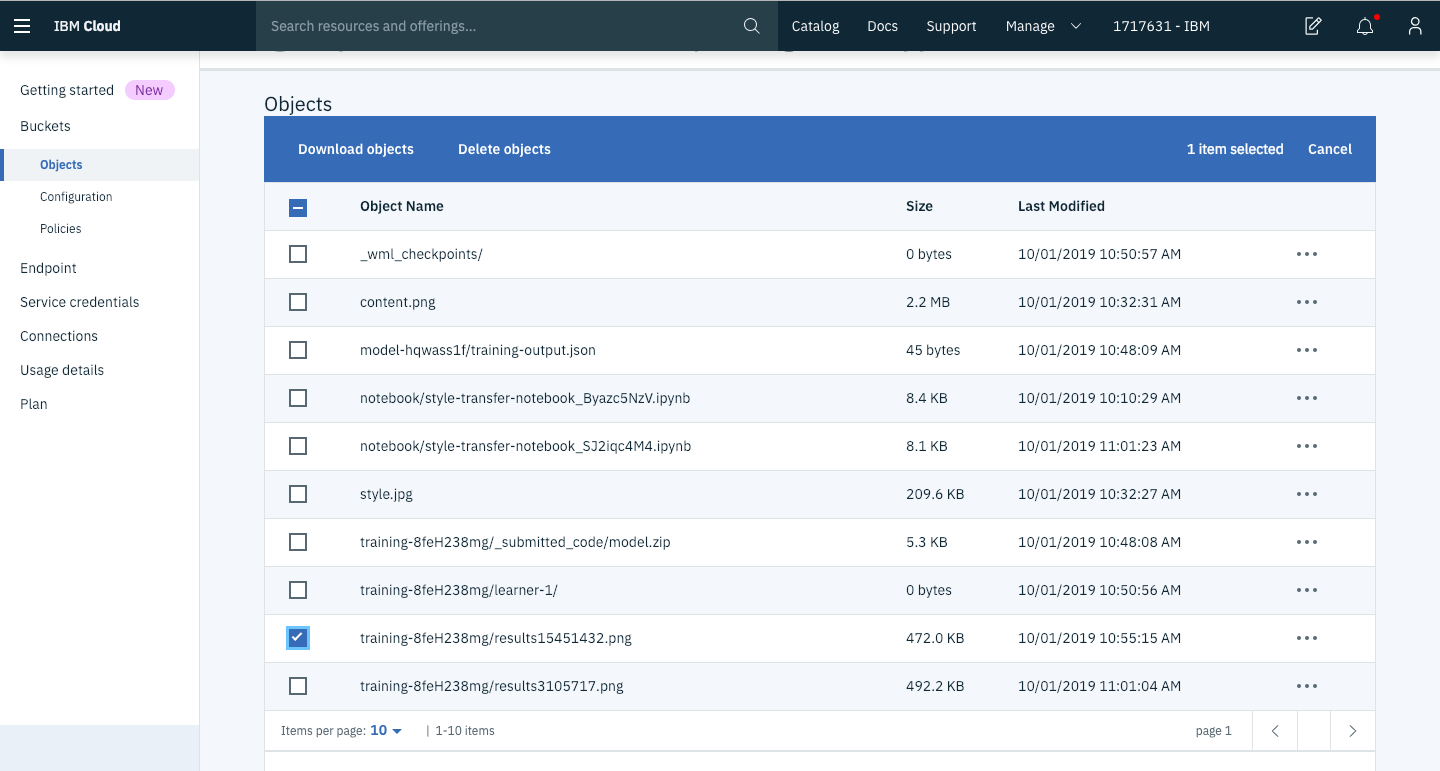 IBM Cloud
Search resources and offerings...
Catalog
Docs
Support
Manage
1717631 - IBM
Getting started New
Buckets
Objects
Configuration
Policies
Endpoint
Service credentials
Connections
Usage details
Plan
Objects
Download objects Delete objects 1 item selected Cancel
Object Name Size Last Modified
_wml_checkpoints/ 0 bytes 10/01/2019 10:50:57 AM
content.png 2.2 MB 10/01/2019 10:32:31 AM
model-hqwass1f/training-output.json 45 bytes 10/01/2019 10:48:09 AM
notebook/style-transfer-notebook_Byazc5NzV.ipynb 8.4 KB 10/01/2019 10:10:29 AM
notebook/style-transfer-notebook_SJ2iqc4M4.ipynb 8.1 KB 10/01/2019 11:01:23 AM
style.jpg 209.6 KB 10/01/2019 10:32:27 AM
training-8feH238mg/_submitted_code/model.zip 5.3 KB 10/01/2019 10:48:08 AM
training-8feH238mg/learner-1/ 0 bytes 10/01/2019 10:50:56 AM
training-8feH238mg/results15451432.png 472.0 KB 10/01/2019 10:55:15 AM
training-8feH238mg/results3105717.png 492.2 KB 10/01/2019 11:01:04 AM
Items per page: 10 | 1-10 items page 1